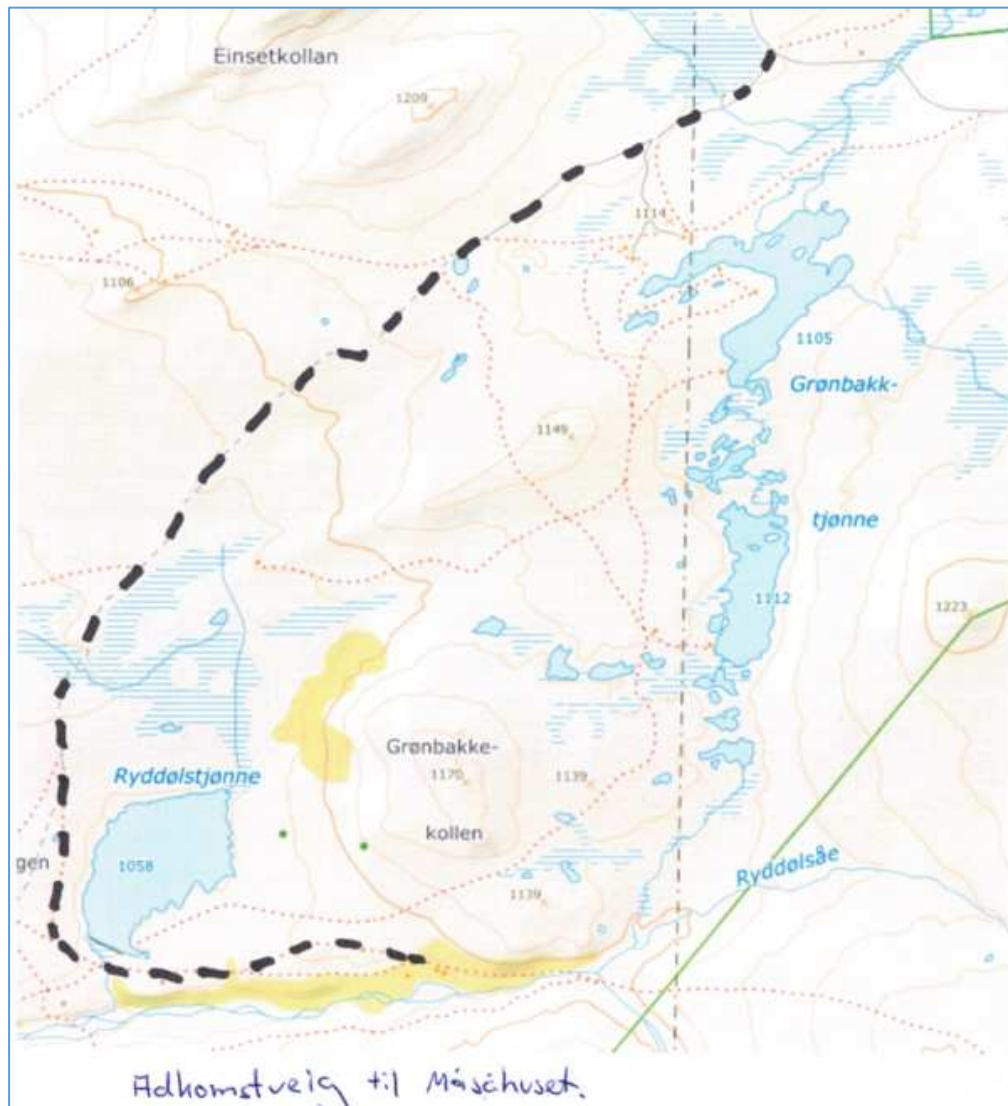 Einsetkollan
1209
1114
1106
1105
Grønbakk-
1149
tjønne
1112
1223
Grønbakke-
Ryddølstjønne
1170
1139
kollen
gen
1058
Ryddølsåe
1139
Adkomstveig til Måsåhuset.